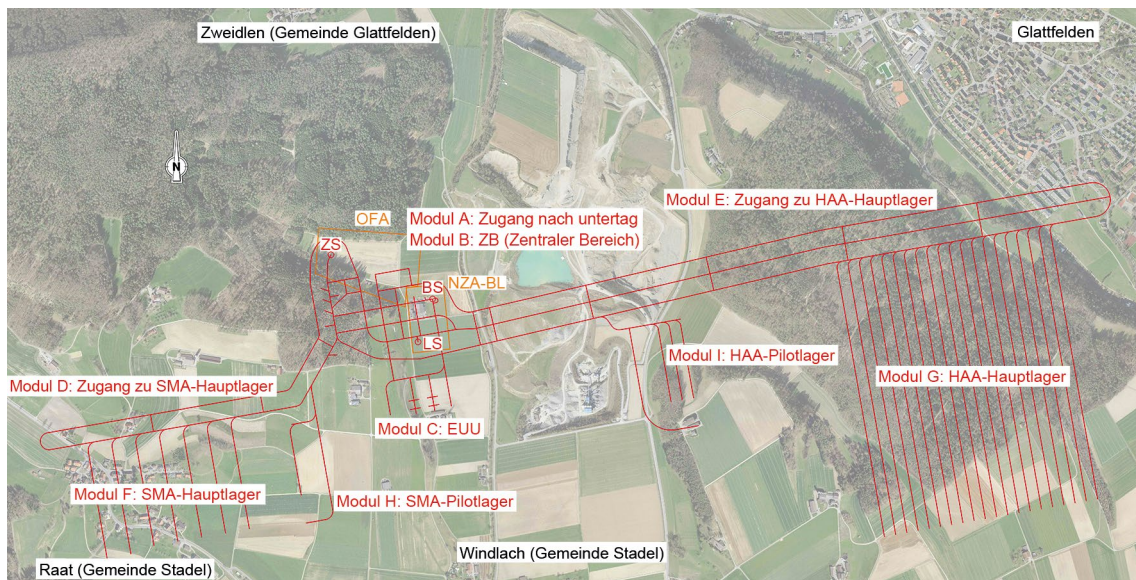 Zweidlen (Gemeinde Glattfelden)
Glattfelden
N
Modul E: Zugang zu HAA-Hauptlager
OFA
Modul A: Zugang nach untertag
Modul B: ZB (Zentraler Bereich)
ZS
NZA-BL
BS
LS
Modul I: HAA-Pilotlager
Modul D: Zugang zu SMA-Hauptlager
Modul G: HAA-Hauptlager
Modul C: EUU
Modul F: SMA-Hauptlager
Modul H: SMA-Pilotlager
Windlach (Gemeinde Stadel)
Raat (Gemeinde Stadel)